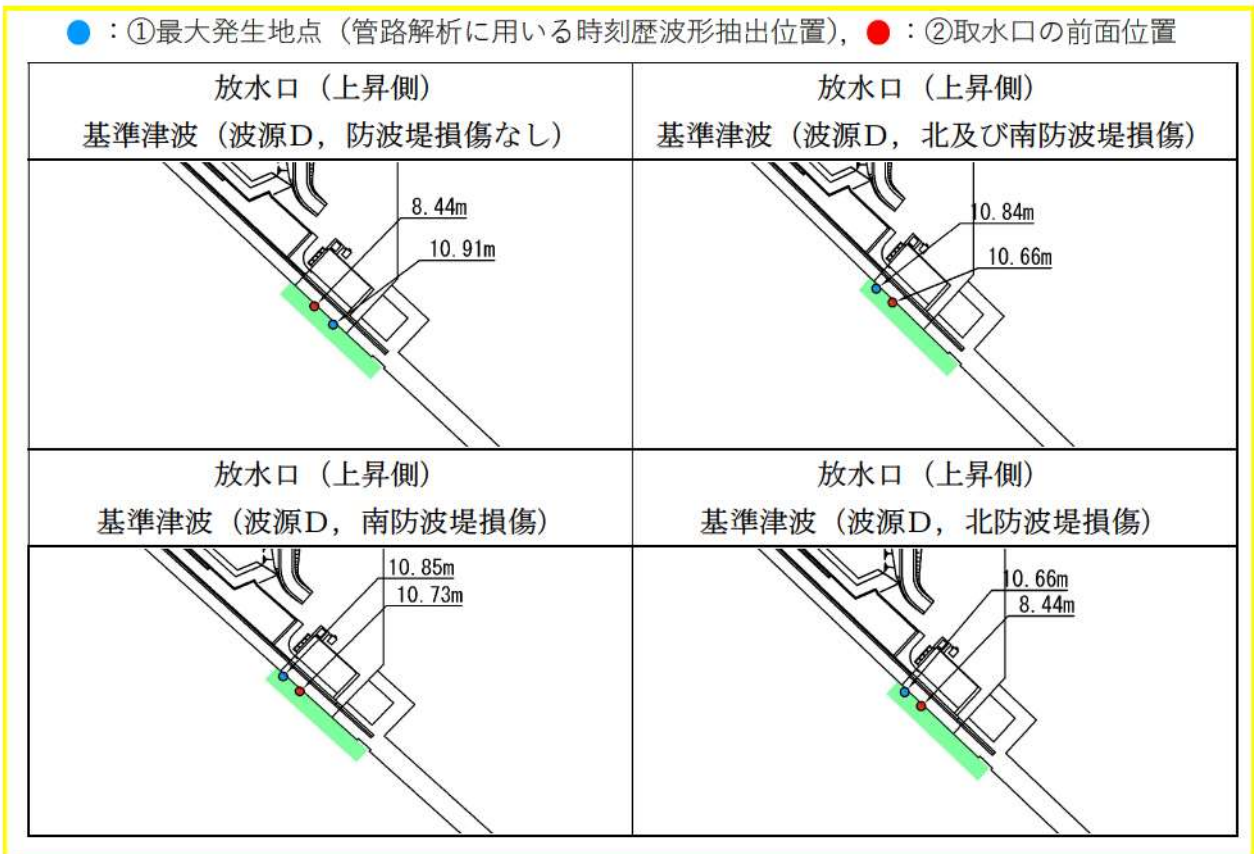 ：①最大発生地点（管路解析に用いる時刻歴波形抽出位置），　：②取水口の前面位置
放水口（上昇側）
基準津波（波源Ｄ，防波堤損傷なし）
8.44m
10.91m
放水口（上昇側）
基準津波（波源Ｄ，北及び南防波堤損傷）
10.84m
10.66m
放水口（上昇側）
基準津波（波源Ｄ，南防波堤損傷）
10.85m
10.73m
放水口（上昇側）
基準津波（波源Ｄ，北防波堤損傷）
10.66m
8.44m